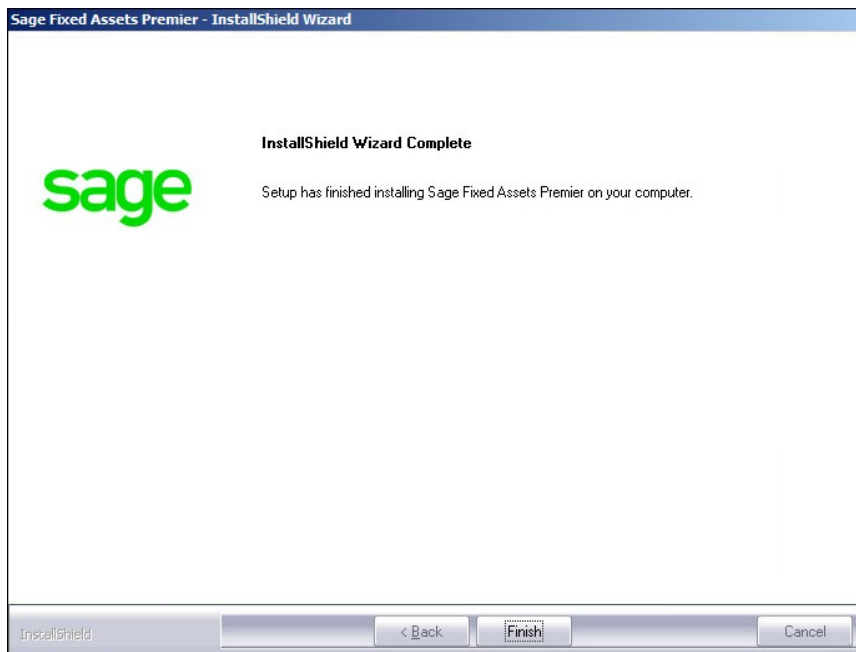 Sage Fixed Assets Premier - InstallShield Wizard
InstallShield Wizard Complete
sage
Setup has finished installing Sage Fixed Assets Premier on your computer.
InstallShield
< Back
Finish
Cancel